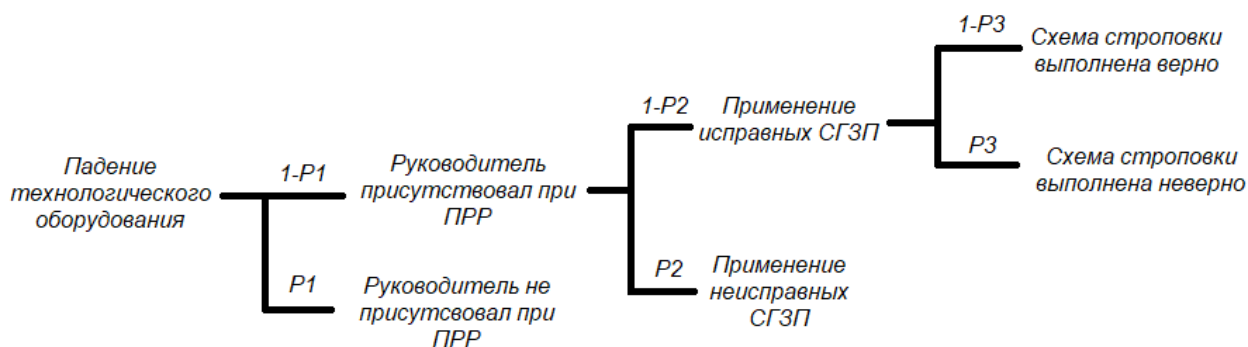 Падение
технологического
оборудования
1-P1
Руководитель
присутствовал при
ПРР
P1
Руководитель не
присутсвовал при
ПРР
1-P2
Применение
исправных СГЗП
P2
Применение
неисправных
СГЗП
1-P3
Схема строповки
выполнена верно
P3
Схема строповки
выполнена неверно